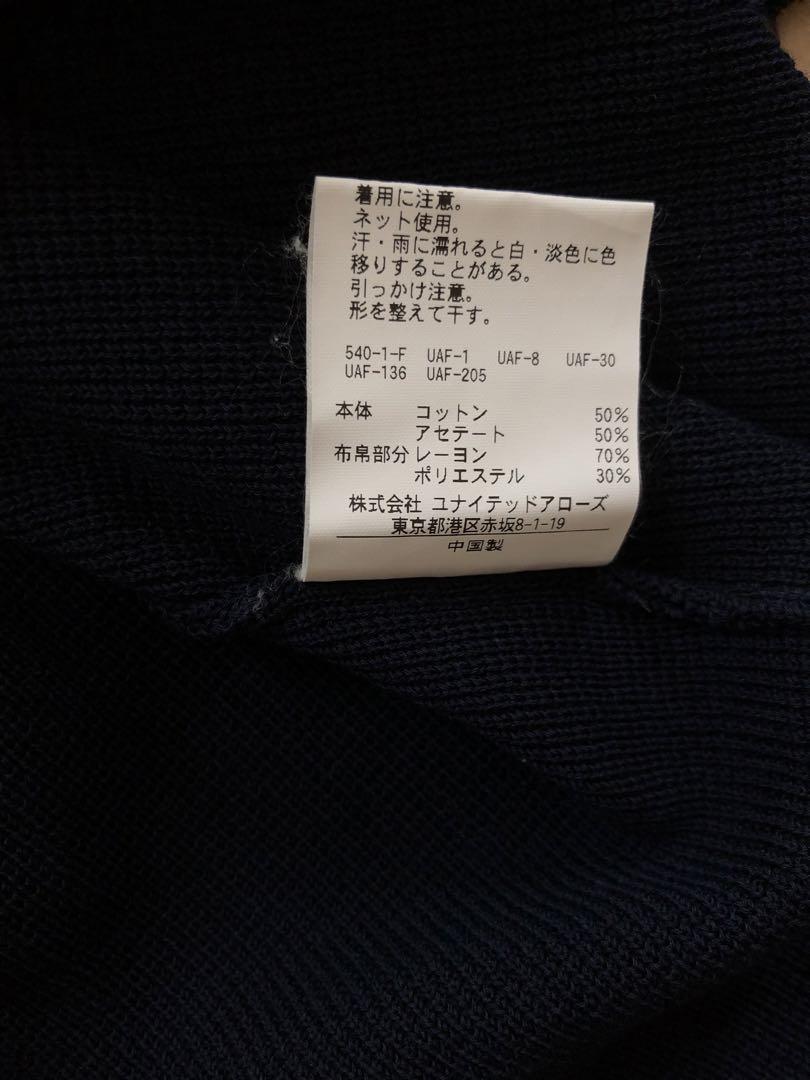 着用に注意。
ネット使用。
汗・雨に濡れると白・淡色に色
移りすることがある。
引っかけ注意。
形を整えて干す。
540-1-F UAF-1 UAF-8 UAF-30
UAF-136 UAF-205
本体 コットン 50%
アセテート 50%
布帛部分 レーヨン 70%
ポリエステル 30%
株式会社 ユナイテッドアローズ
東京都港区赤坂8-1-19
中国製